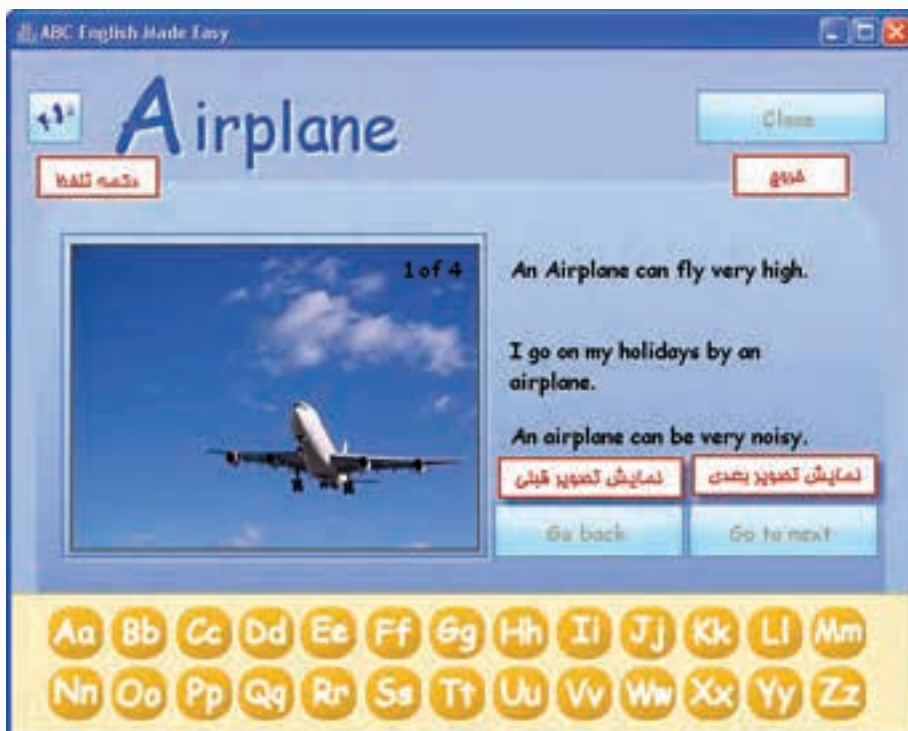 ABC English Made Easy
Airplane
Close
دکمه تلفظ
خروج
1 of 4
An Airplane can fly very high.
I go on my holidays by an
airplane.
An airplane can be very noisy.
نمایش تصویر قبلی
نمایش تصویر بعدی
Go back
Go to next
Aa Bb Cc Dd Ee Ff Gg Hh Ii Jj Kk Ll Mm
Nn Oo Pp Qq Rr Ss Tt Uu Vv Ww Xx Yy Zz